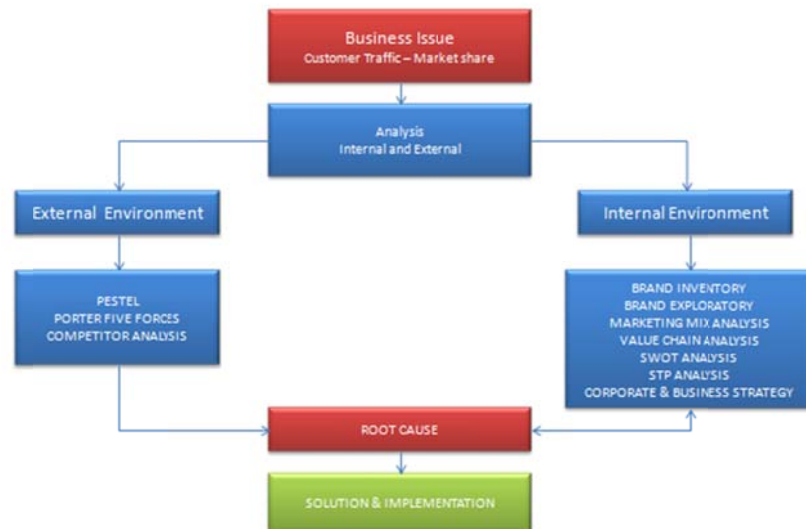 Business Issue
Customer Traffic – Market share
Analysis
Internal and External
External Environment
Internal Environment
PESTEL
PORTER FIVE FORCES
COMPETITOR ANALYSIS
BRAND INVENTORY
BRAND EXPLORATORY
MARKETING MIX ANALYSIS
VALUE CHAIN ANALYSIS
SWOT ANALYSIS
STP ANALYSIS
CORPORATE & BUSINESS STRATEGY
ROOT CAUSE
SOLUTION & IMPLEMENTATION